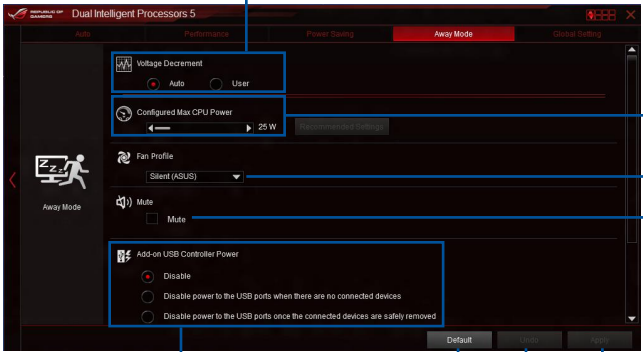 REPUBLIC OF GAMERS Dual Intelligent Processors 5
Auto Performance Power Saving Away Mode Global Setting
Voltage Decrement
Auto User
Configured Max CPU Power
25 W Recommended Settings
Fan Profile
Silent (ASUS)
Zzz
Away Mode
Mute
Mute
Add-on USB Controller Power
Disable
Disable power to the USB ports when there are no connected devices
Disable power to the USB ports once the connected devices are safely removed
Default Undo Apply